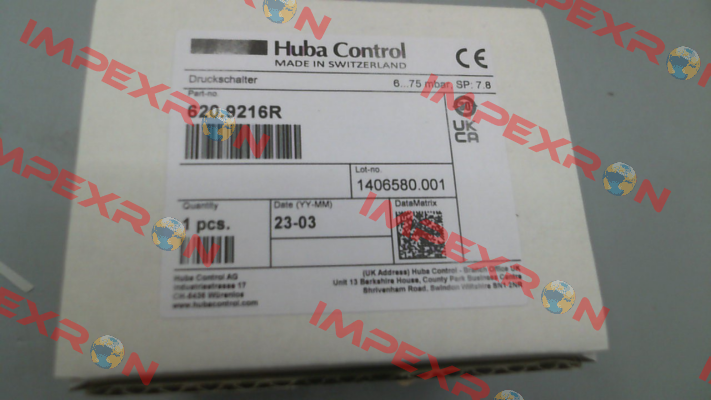 Huba Control
MADE IN SWITZERLAND
CE
Druckschalter
6...75 mbar, SP: 7.8
Part-no.
620.9216R
UK
CA
Lot-no.
1406580.001
Quantity
1 pcs.
Date (YY-MM)
23-03
DataMatrix
Huba Control AG
Industriestrasse 17
CH-5436 Würenlos
www.hubacontrol.com
(UK Address) Huba Control - Branch Office UK
Unit 13 Berkshire House, County Park Business Centre
Shrivenham Road, Swindon Wiltshire SN1 2NR
IMPEXRON
IMPEXRON
IMPEXRON
IMPEXRON
IMPEXRON